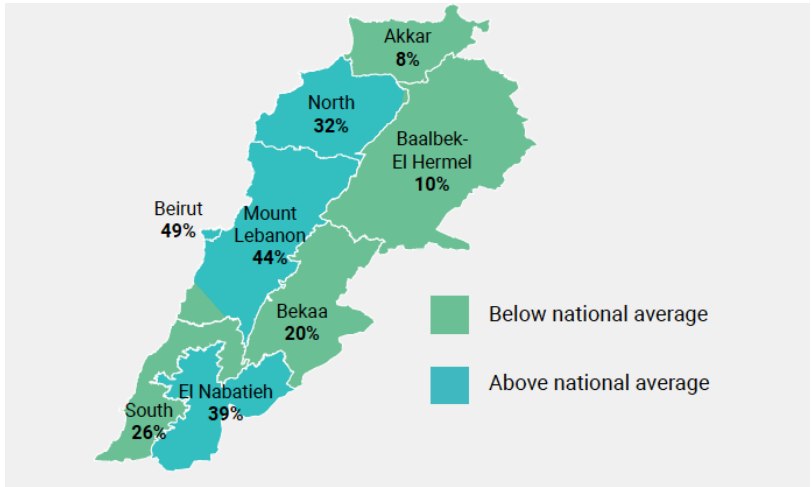 Akkar
8%
North
32%
Baalbek-
El Hermel
10%
Beirut
49%
Mount
Lebanon
44%
Bekaa
20%
Below national average
Above national average
El Nabatieh
39%
South
26%